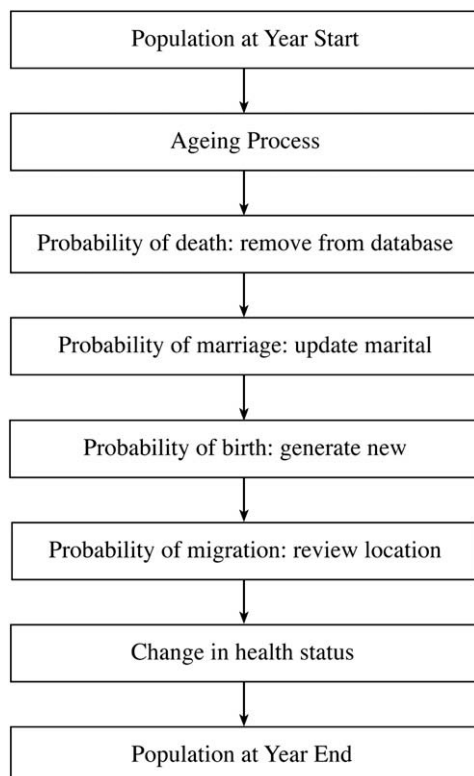 Population at Year Start
Ageing Process
Probability of death: remove from database
Probability of marriage: update marital
Probability of birth: generate new
Probability of migration: review location
Change in health status
Population at Year End